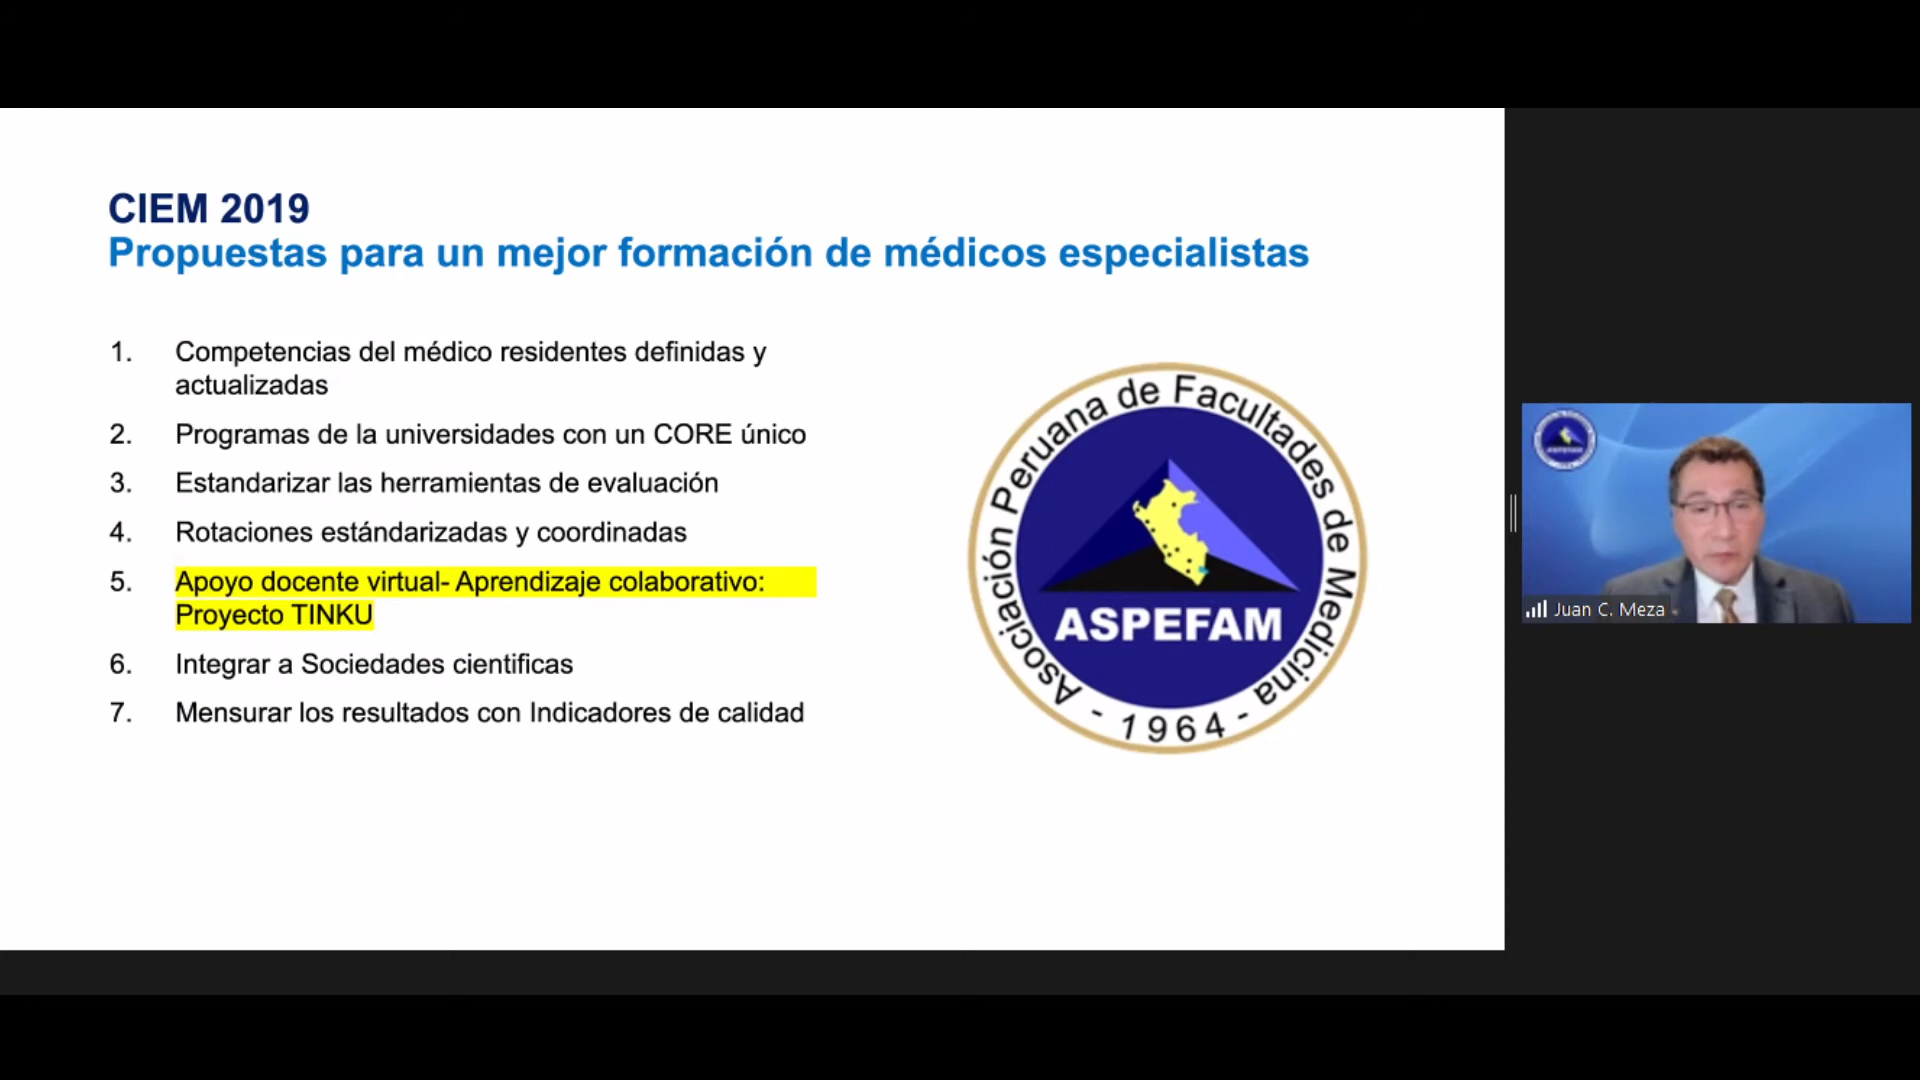 CIEM 2019
Propuestas para un mejor formación de médicos especialistas
1. Competencias del médico residentes definidas y
actualizadas
2. Programas de la universidades con un CORE único
3. Estandarizar las herramientas de evaluación
4. Rotaciones estándarizadas y coordinadas
5. Apoyo docente virtual- Aprendizaje colaborativo:
Proyecto TINKU
6. Integrar a Sociedades cientificas
7. Mensurar los resultados con Indicadores de calidad
Asociación Peruana de Facultades de Medicina
ASPEFAM
- 1964 -
ASPEFAM
Juan C. Meza